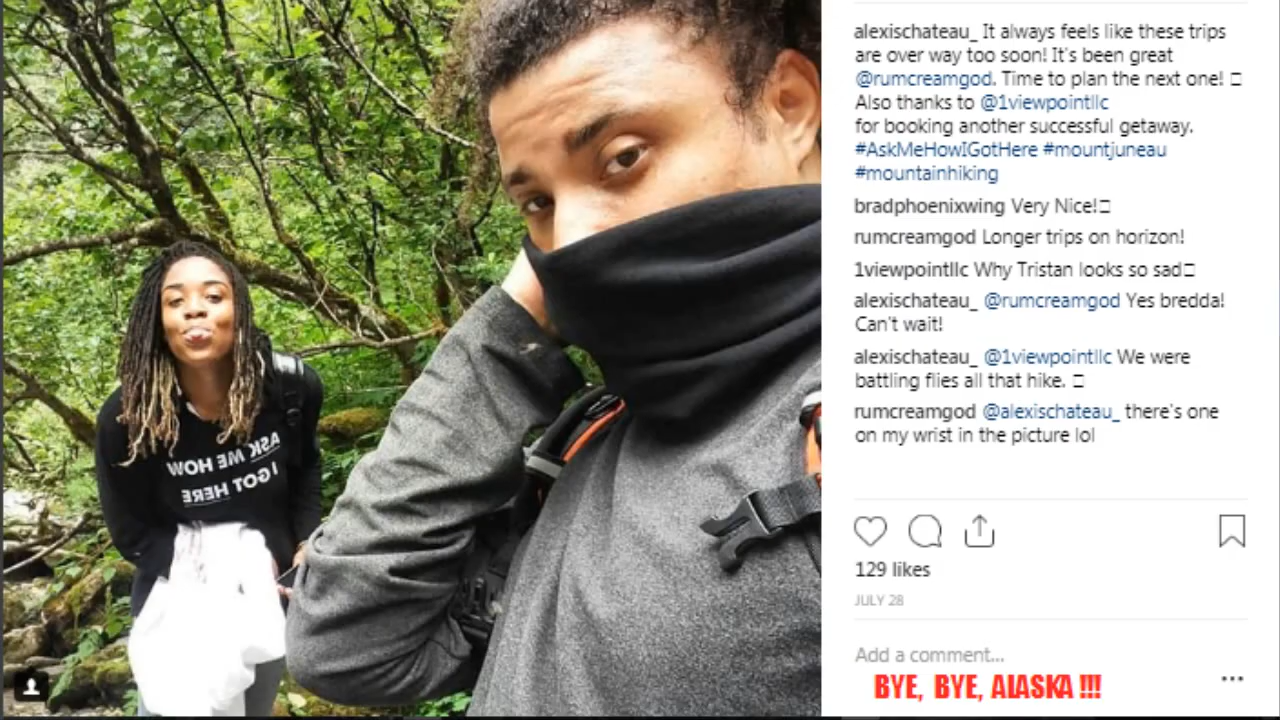 ASK ME HOW
I GOT HERE
alexischateau_ It always feels like these trips
are over way too soon! It's been great
@rumcreamgod. Time to plan the next one!
Also thanks to @1viewpointllc
for booking another successful getaway.
#AskMeHowIGotHere #mountjuneau
#mountainhiking
bradphoenixwing Very Nice!
rumcreamgod Longer trips on horizon!
1viewpointllc Why Tristan looks so sad
alexischateau_ @rumcreamgod Yes bredda!
Can't wait!
alexischateau_ @1viewpointllc We were
battling flies all that hike.
rumcreamgod @alexischateau_ there's one
on my wrist in the picture lol
129 likes
JULY 28
Add a comment...
BYE, BYE, ALASKA !!!